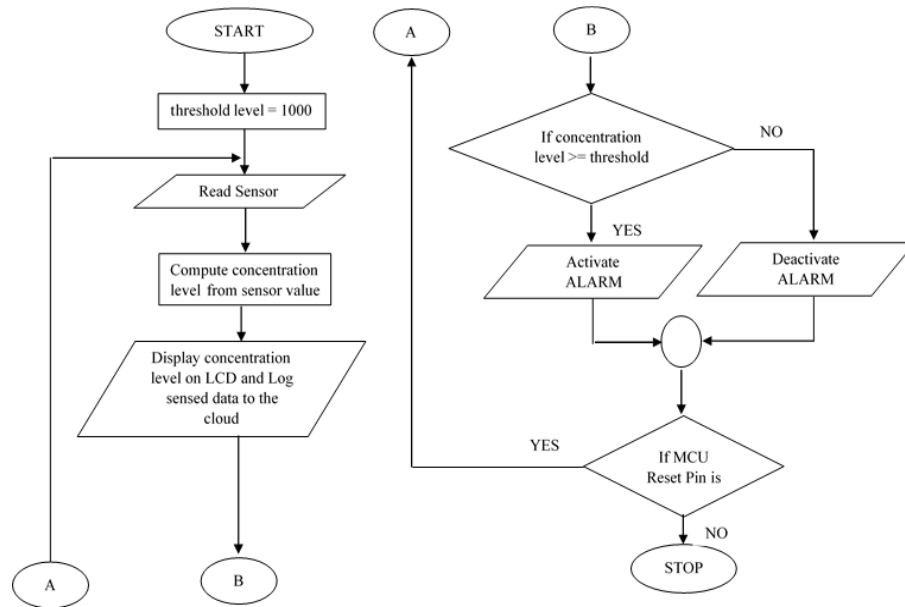 START
threshold level = 1000
Read Sensor
Compute concentration
level from sensor value
Display concentration
level on LCD and Log
sensed data to the
cloud
A
B
A
B
If concentration
level >= threshold
NO
YES
Activate
ALARM
Deactivate
ALARM
YES
If MCU
Reset Pin is
NO
STOP